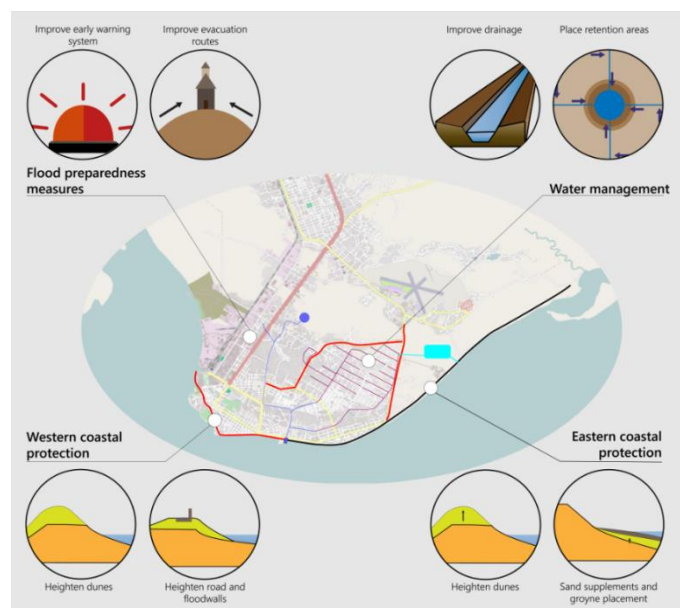 Improve early warning
system
Improve evacuation
routes
Improve drainage
Place retention areas
Flood preparedness
measures
Water management
Western coastal
protection
Eastern coastal
protection
Heighten dunes
Heighten road and
floodwalls
Heighten dunes
Sand supplements and
groyne placement